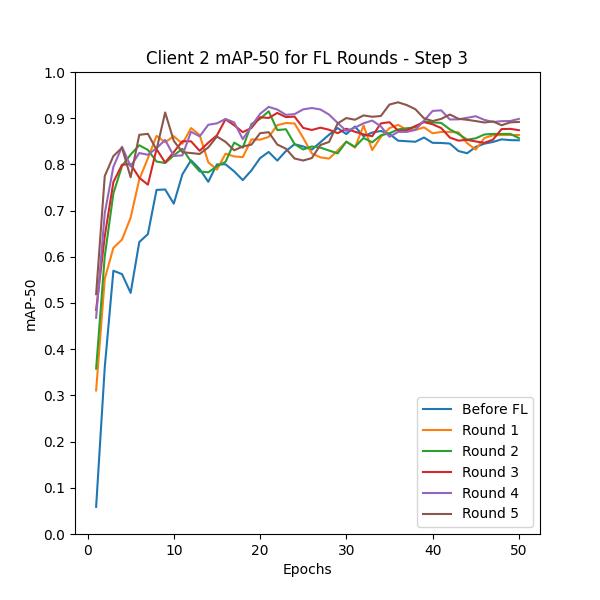 Client 2 mAP-50 for FL Rounds - Step 3
mAP-50
1.0
0.9
0.8
0.7
0.6
0.5
0.4
0.3
0.2
0.1
0.0
Before FL
Round 1
Round 2
Round 3
Round 4
Round 5
0 10 20 30 40 50
Epochs